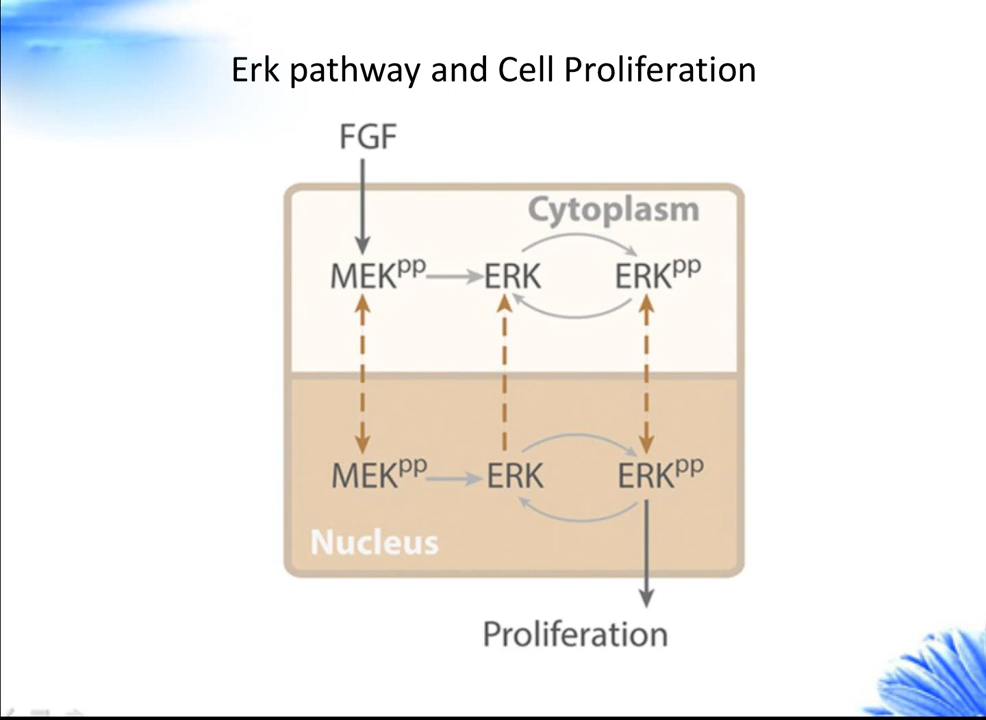 Erk pathway and Cell Proliferation
FGF
Cytoplasm
MEKpp ERK ERKpp
MEKpp ERK ERKpp
Nucleus
Proliferation